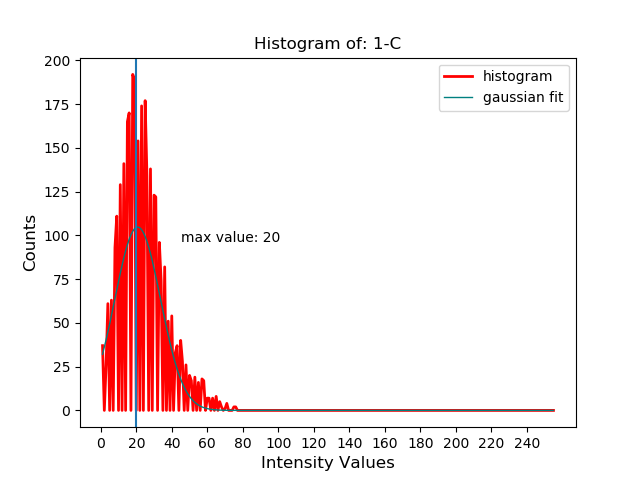 Histogram of: 1-C
histogram
gaussian fit
max value: 20
Counts
200
175
150
125
100
75
50
25
0
0 20 40 60 80 100 120 140 160 180 200 220 240
Intensity Values